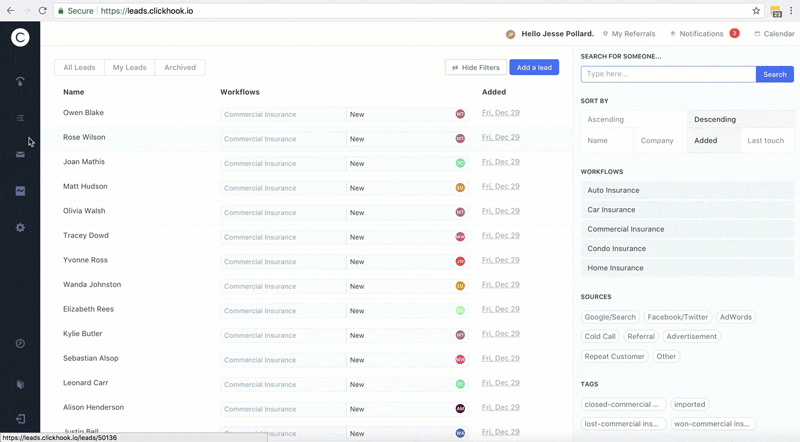 Secure https://leads.clickhook.io
23
C
JP Hello Jesse Pollard. My Referrals Notifications 2 Calendar
All Leads My Leads Archived Hide Filters Add a lead
Name Workflows Added
Owen Blake Commercial Insurance New MT Fri, Dec 29
Rose Wilson Commercial Insurance New MT Fri, Dec 29
Joan Mathis Commercial Insurance New Fri, Dec 29
Matt Hudson Commercial Insurance New LU Fri, Dec 29
Olivia Walsh Commercial Insurance New MT Fri, Dec 29
Tracey Dowd Commercial Insurance New MW Fri, Dec 29
Yvonne Ross Commercial Insurance New JN Fri, Dec 29
Wanda Johnston Commercial Insurance New LU Fri, Dec 29
Elizabeth Rees Commercial Insurance New Fri, Dec 29
Kylie Butler Commercial Insurance New MT Fri, Dec 29
Sebastian Alsop Commercial Insurance New MW Fri, Dec 29
Leonard Carr Commercial Insurance New Fri, Dec 29
Alison Henderson Commercial Insurance New AM Fri, Dec 29
Justin Bell Commercial Insurance New WA Fri, Dec 29
SEARCH FOR SOMEONE...
Type here... Search
SORT BY
Ascending Descending
Name Company Added Last touch
WORKFLOWS
Auto Insurance
Car Insurance
Commercial Insurance
Condo Insurance
Home Insurance
SOURCES
Google/Search Facebook/Twitter AdWords
Cold Call Referral Advertisement
Repeat Customer Other
TAGS
closed-commercial ... imported
lost-commercial ins... won-commercial ins...
https://leads.clickhook.io/leads/50136